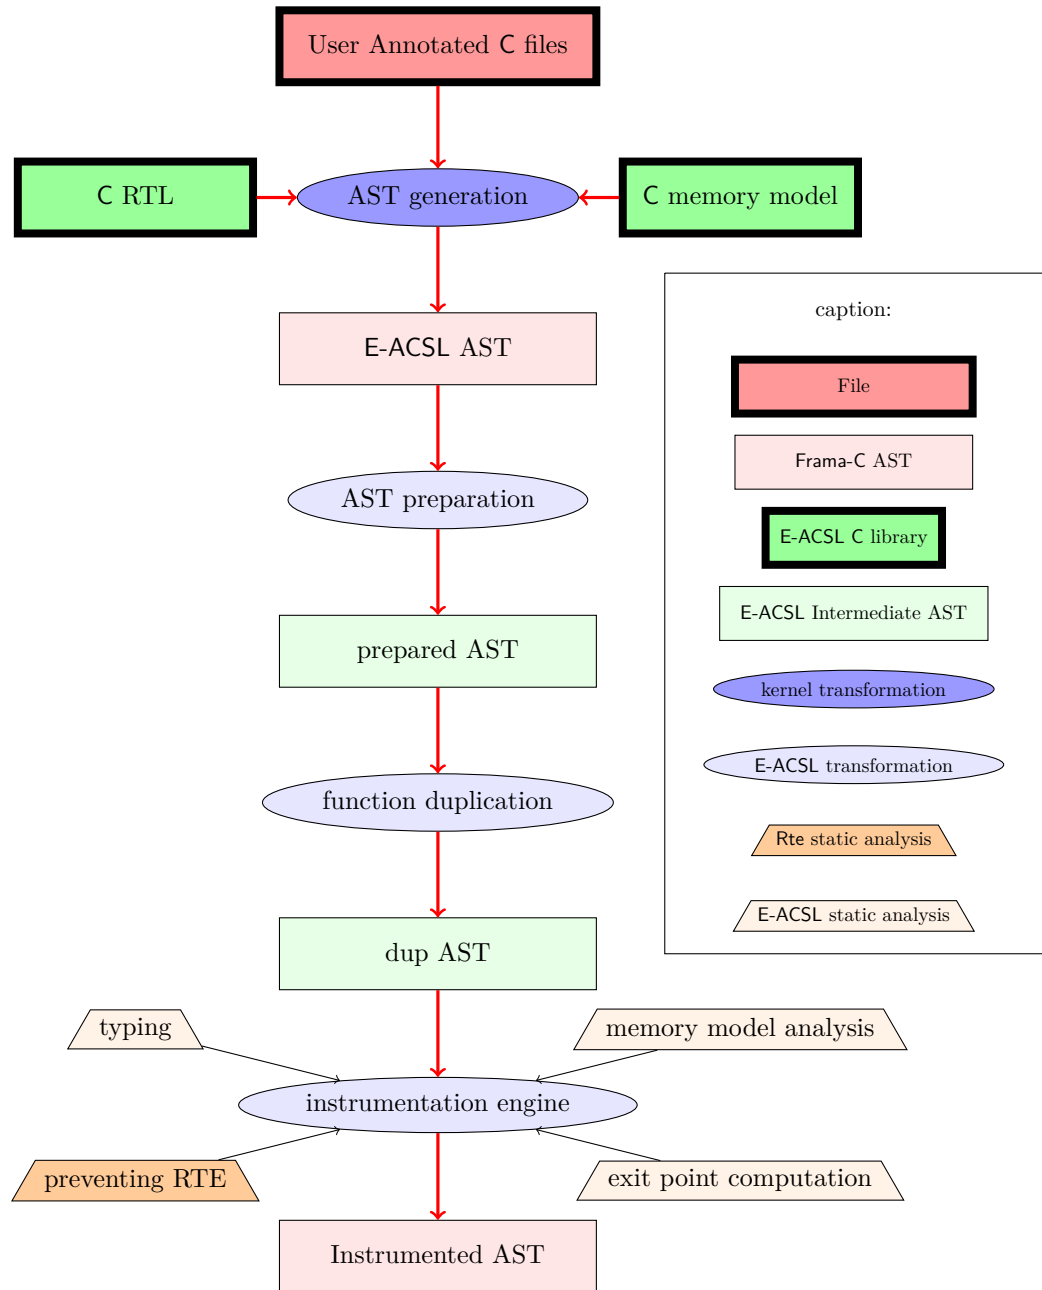 User Annotated C files
C RTL
AST generation
C memory model
E-ACSL AST
AST preparation
prepared AST
function duplication
dup AST
typing
memory model analysis
instrumentation engine
preventing RTE
exit point computation
Instrumented AST
caption:
File
Frama-C AST
E-ACSL C library
E-ACSL Intermediate AST
kernel transformation
E-ACSL transformation
Rte static analysis
E-ACSL static analysis